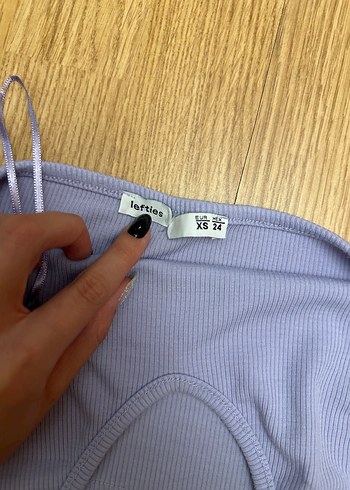 lefties
EUR MEX
XS 24